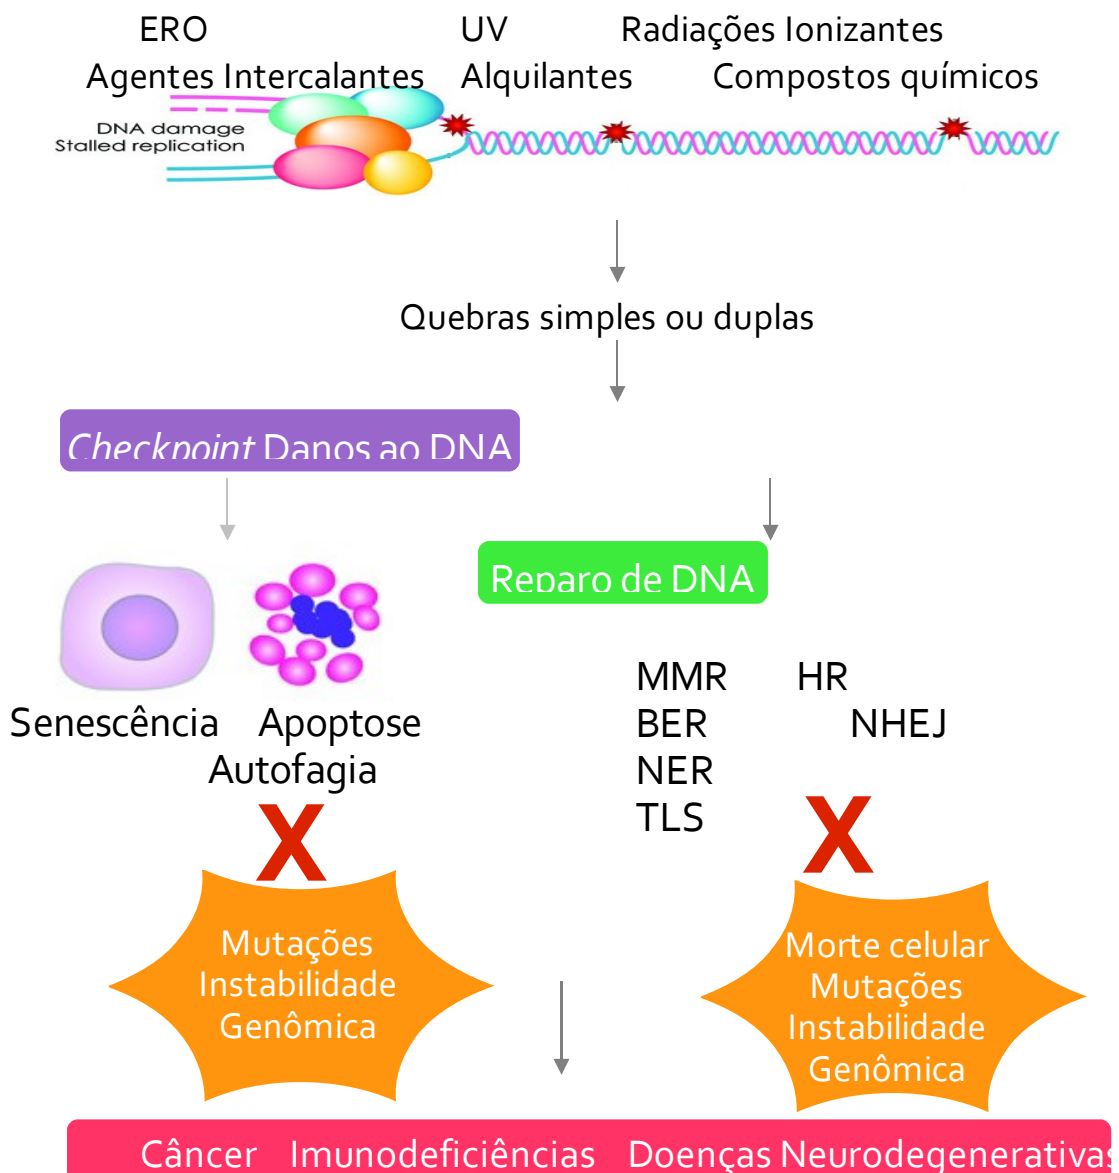 ERO UV Radiações Ionizantes
Agentes Intercalantes Alquilantes Compostos químicos
DNA damage
Stalled replication
Quebras simples ou duplas
Checkpoint Danos ao DNA
Reparo de DNA
MMR HR
BER NHEJ
NER
TLS
Senescência Apoptose
Autofagia
X
X
Mutações
Instabilidade
Genômica
Morte celular
Mutações
Instabilidade
Genômica
Câncer Imunodeficiências Doenças Neurodegenerativas